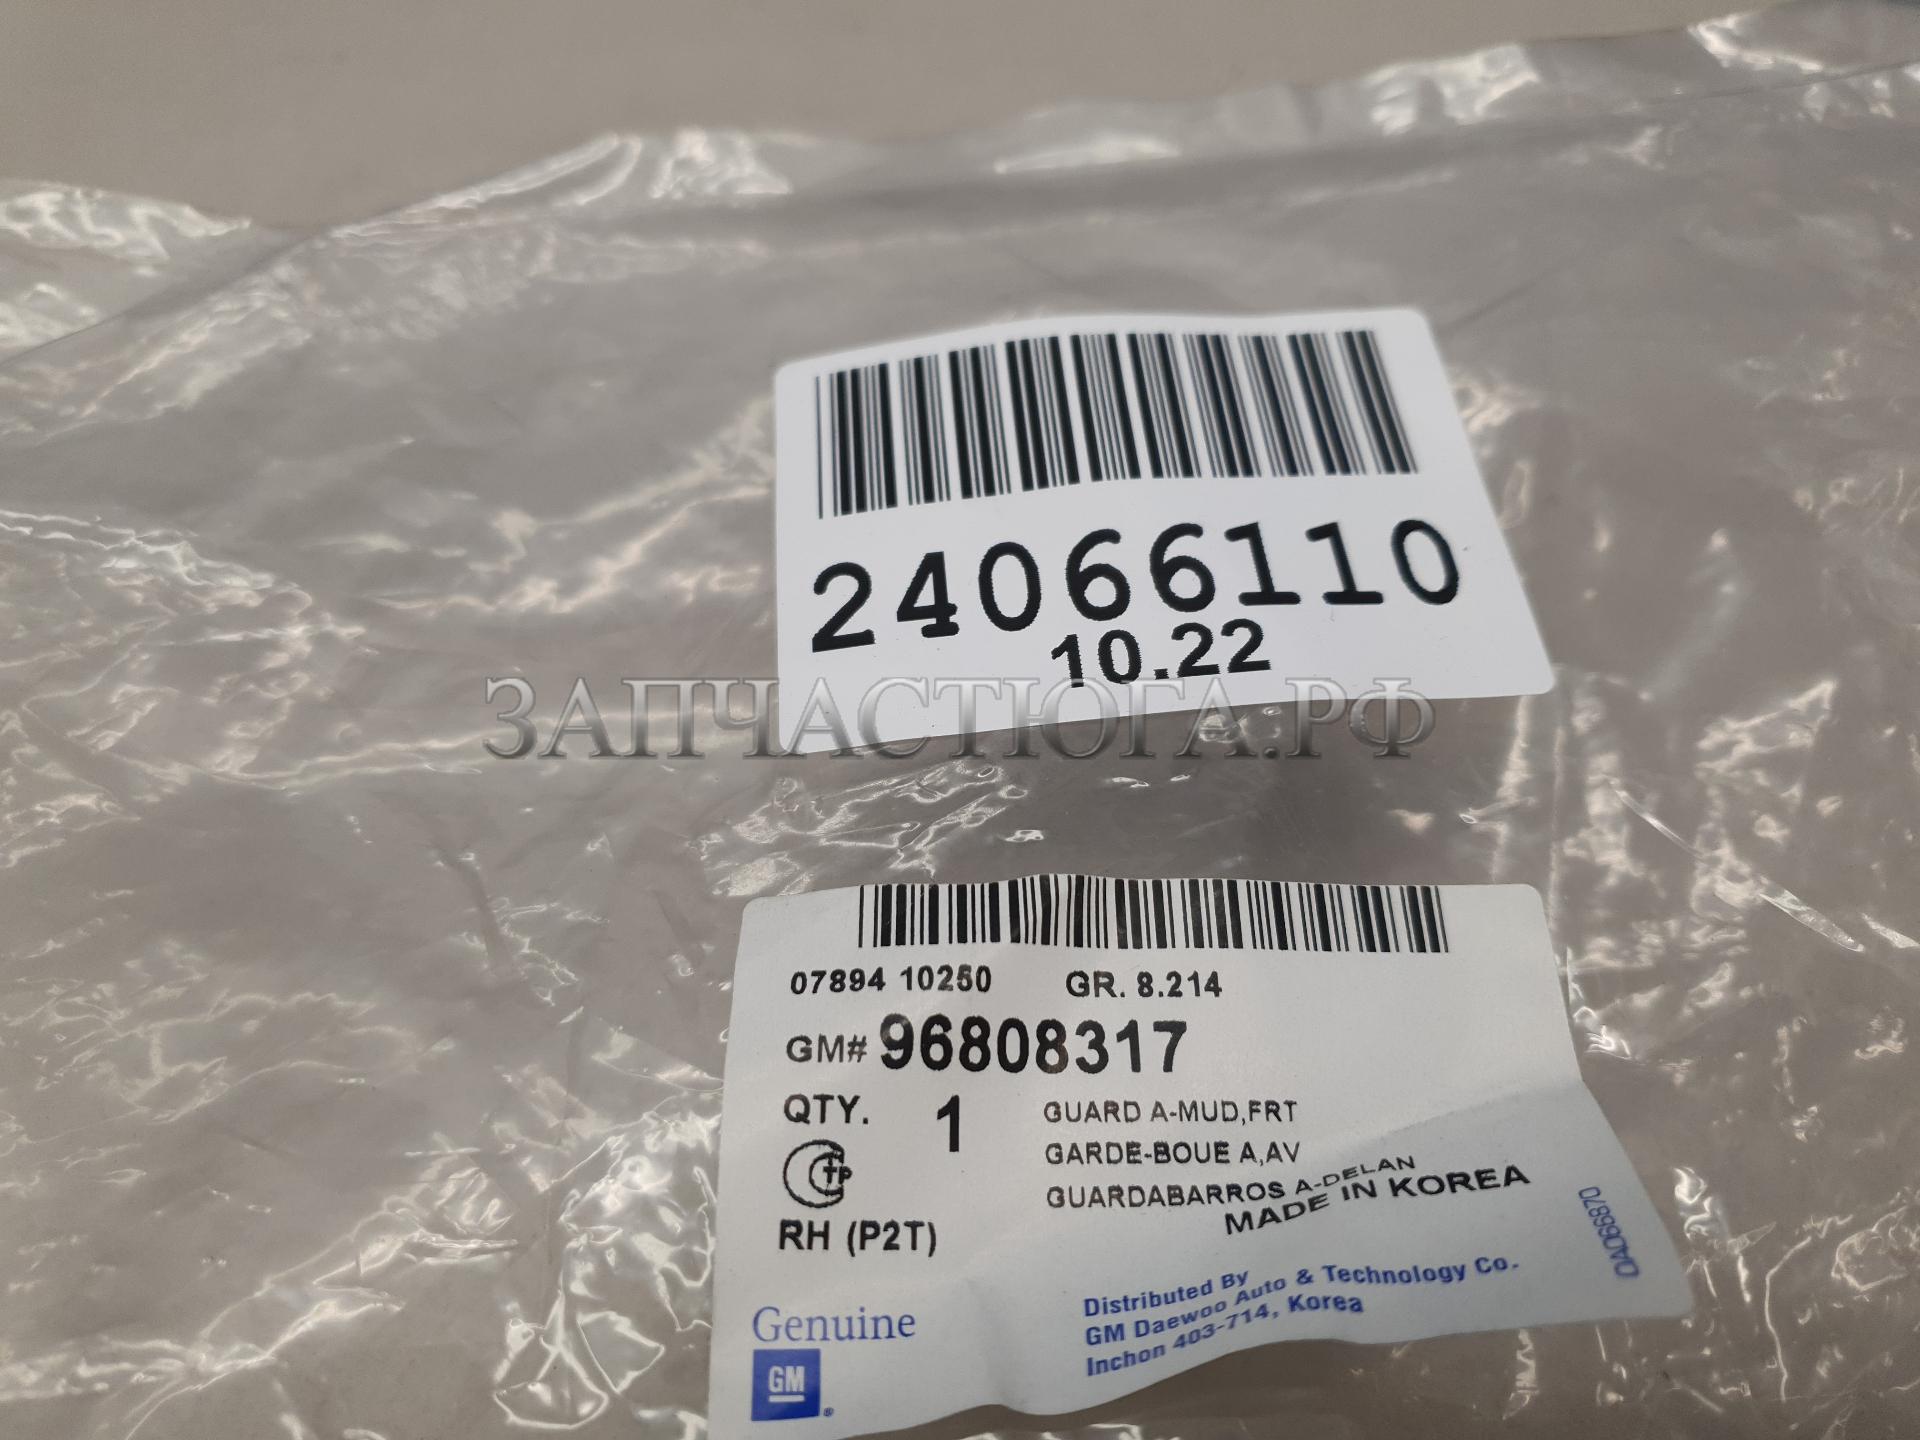 24066110
10.22
ЗАПЧАСТЮГА.РФ
07894 10250 GR. 8.214
GM# 96808317
QTY. 1 GUARD A-MUD,FRT
GARDE-BOUE A,AV
GUARDABARROS A-DELAN
MADE IN KOREA
RH (P2T)
Distributed By
GM Daewoo Auto & Technology Co.
Inchon 403-714, Korea
Genuine
GM
DAD66870